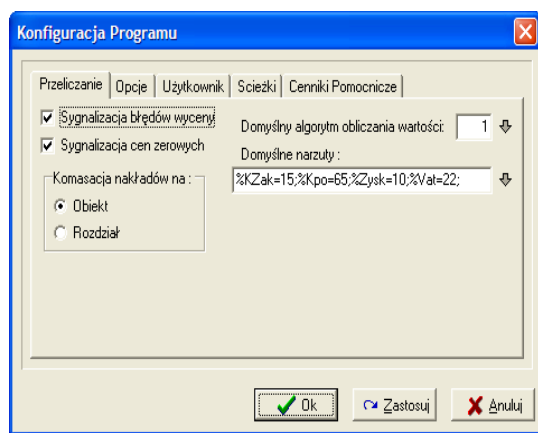 Konfiguracja Programu
Przeliczanie Opcje Użytkownik Scieżki Cenniki Pomocnicze
Sygnalizacja błędów wyceny
Sygnalizacja cen zerowych
Komasacja nakładów na :
Obiekt
Rozdział
Domyślny algorytm obliczania wartości: 1
Domyślne narzuty :
%KZak=15;%Kpo=65;%Zysk=10;%Vat=22;
Ok Zastosuj Anuluj